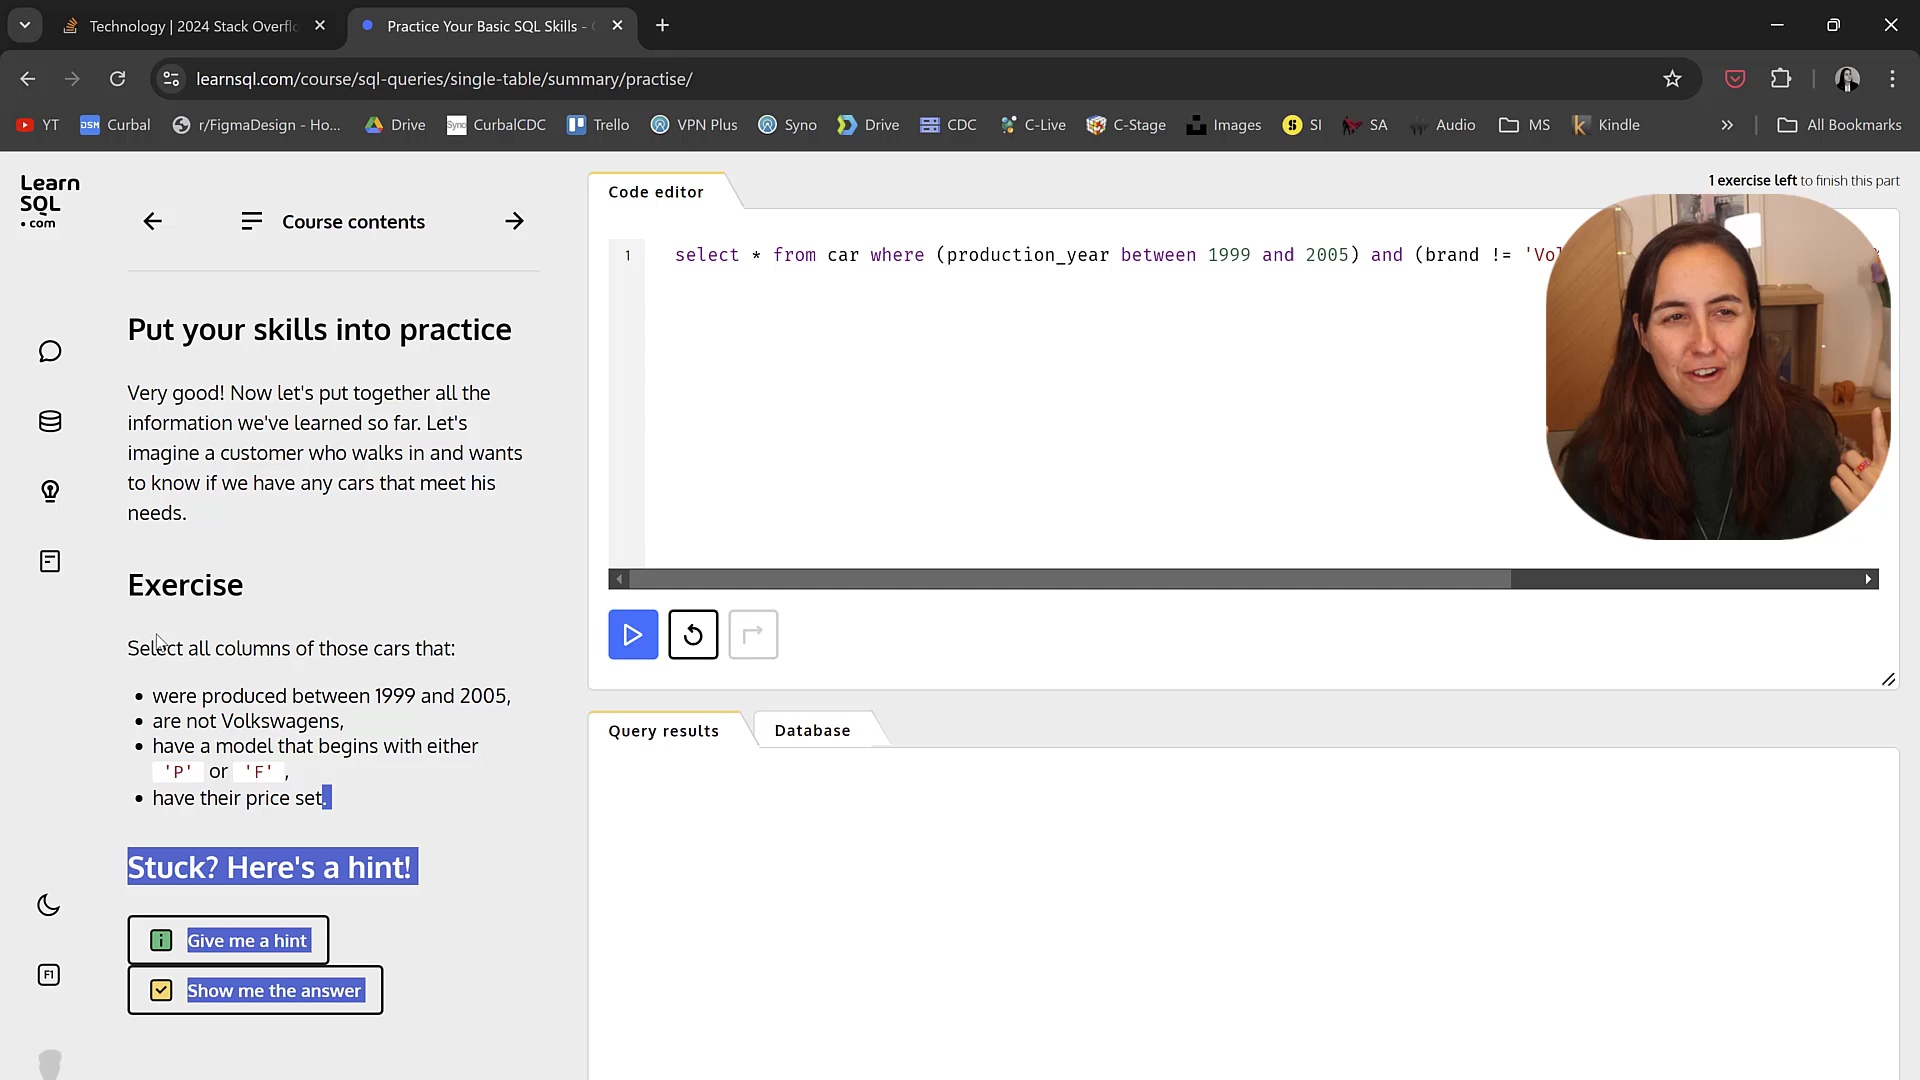 Technology | 2024 Stack Overflo
Practice Your Basic SQL Skills -
learnsql.com/course/sql-queries/single-table/summary/practise/
YT
DSM Curbal
r/FigmaDesign - Ho...
Drive
Syno CurbalCDC
Trello
VPN Plus
Syno
Drive
CDC
C-Live
C-Stage
Images
SI
SA
Audio
MS
Kindle
»
All Bookmarks
Learn
SQL
.com
Course contents
Put your skills into practice
Very good! Now let's put together all the
information we've learned so far. Let's
imagine a customer who walks in and wants
to know if we have any cars that meet his
needs.
Exercise
Select all columns of those cars that:
were produced between 1999 and 2005,
are not Volkswagens,
have a model that begins with either
'P' or 'F',
have their price set.
Stuck? Here's a hint!
Give me a hint
Show me the answer
F1
Code editor
1 exercise left to finish this part
1
select * from car where (production_year between 1999 and 2005) and (brand != 'Vol
Query results
Database